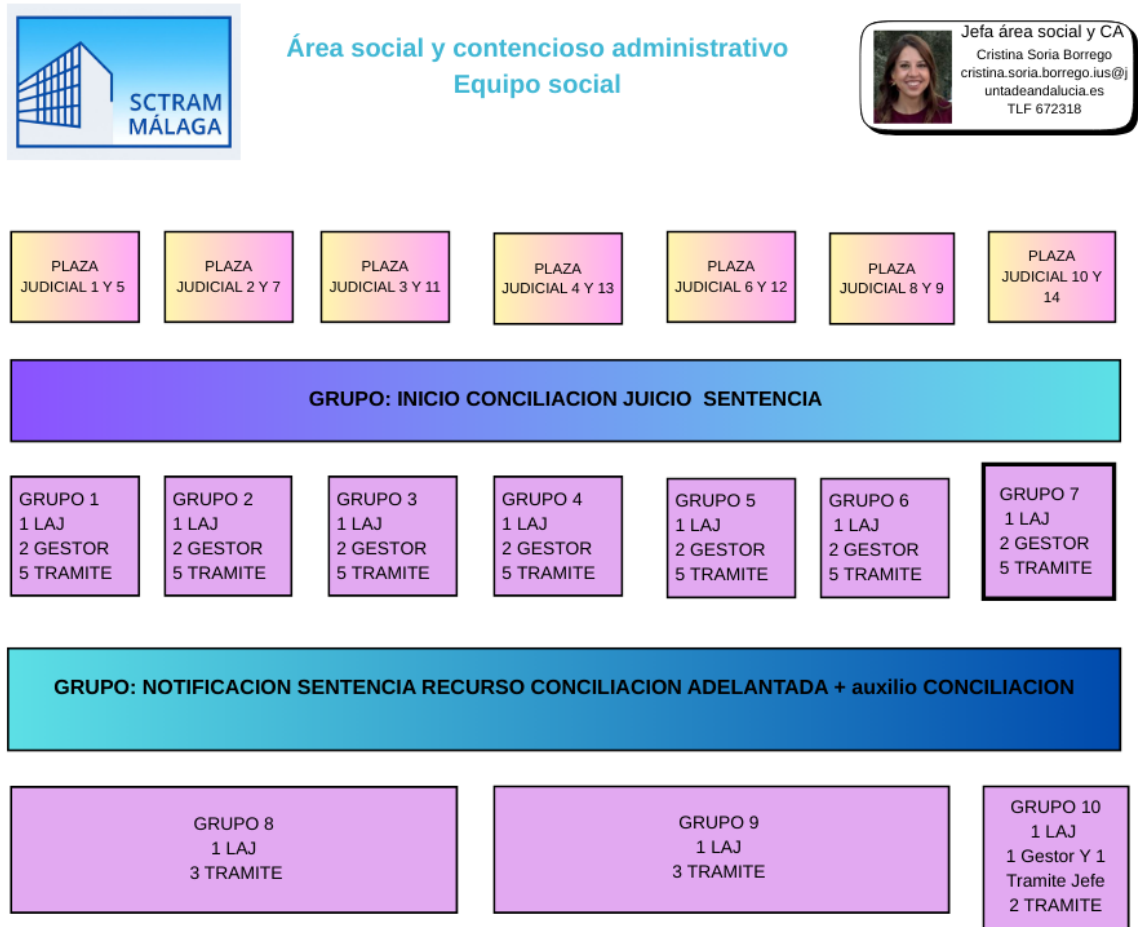 SCTRAM
MÁLAGA
Área social y contencioso administrativo
Equipo social
Jefa área social y CA
Cristina Soria Borrego
cristina.soria.borrego.ius@j
untadeandalucia.es
TLF 672318
PLAZA
JUDICIAL 1 Y 5
PLAZA
JUDICIAL 2 Y 7
PLAZA
JUDICIAL 3 Y 11
PLAZA
JUDICIAL 4 Y 13
PLAZA
JUDICIAL 6 Y 12
PLAZA
JUDICIAL 8 Y 9
PLAZA
JUDICIAL 10 Y
14
GRUPO: INICIO CONCILIACION JUICIO  SENTENCIA
GRUPO 1
1 LAJ
2 GESTOR
5 TRAMITE
GRUPO 2
1 LAJ
2 GESTOR
5 TRAMITE
GRUPO 3
1 LAJ
2 GESTOR
5 TRAMITE
GRUPO 4
1 LAJ
2 GESTOR
5 TRAMITE
GRUPO 5
1 LAJ
2 GESTOR
5 TRAMITE
GRUPO 6
1 LAJ
2 GESTOR
5 TRAMITE
GRUPO 7
1 LAJ
2 GESTOR
5 TRAMITE
GRUPO: NOTIFICACION SENTENCIA RECURSO CONCILIACION ADELANTADA + auxilio CONCILIACION
GRUPO 8
1 LAJ
3 TRAMITE
GRUPO 9
1 LAJ
3 TRAMITE
GRUPO 10
1 LAJ
1 Gestor Y 1
Tramite Jefe
2 TRAMITE